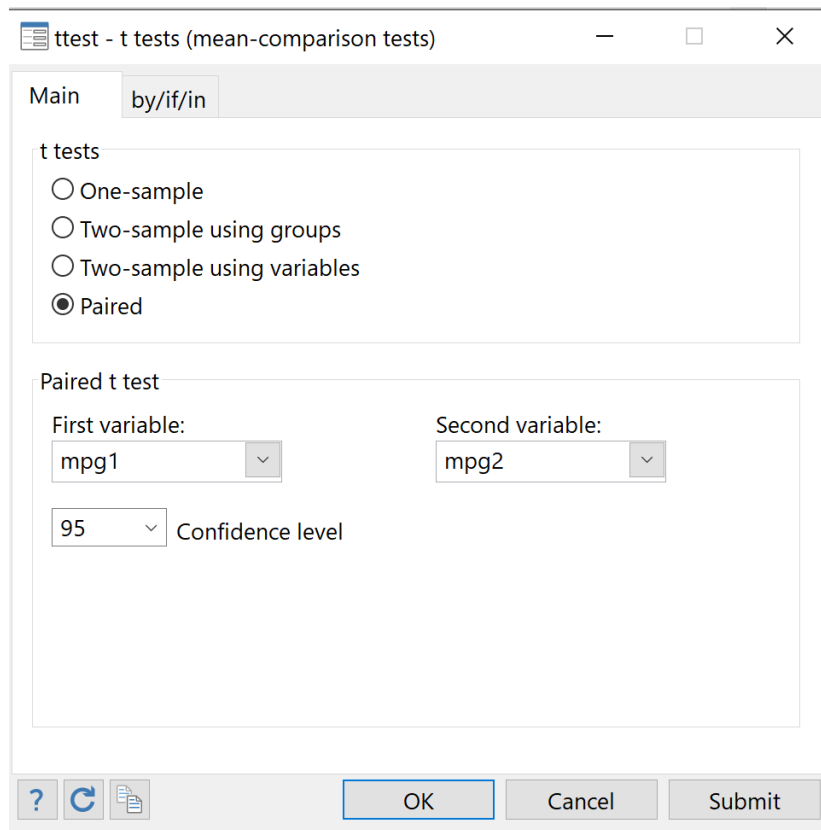 ttest - t tests (mean-comparison tests)
Main
by/if/in
t tests
One-sample
Two-sample using groups
Two-sample using variables
Paired
Paired t test
First variable:
Second variable:
mpg1
mpg2
95
Confidence level
?
OK
Cancel
Submit